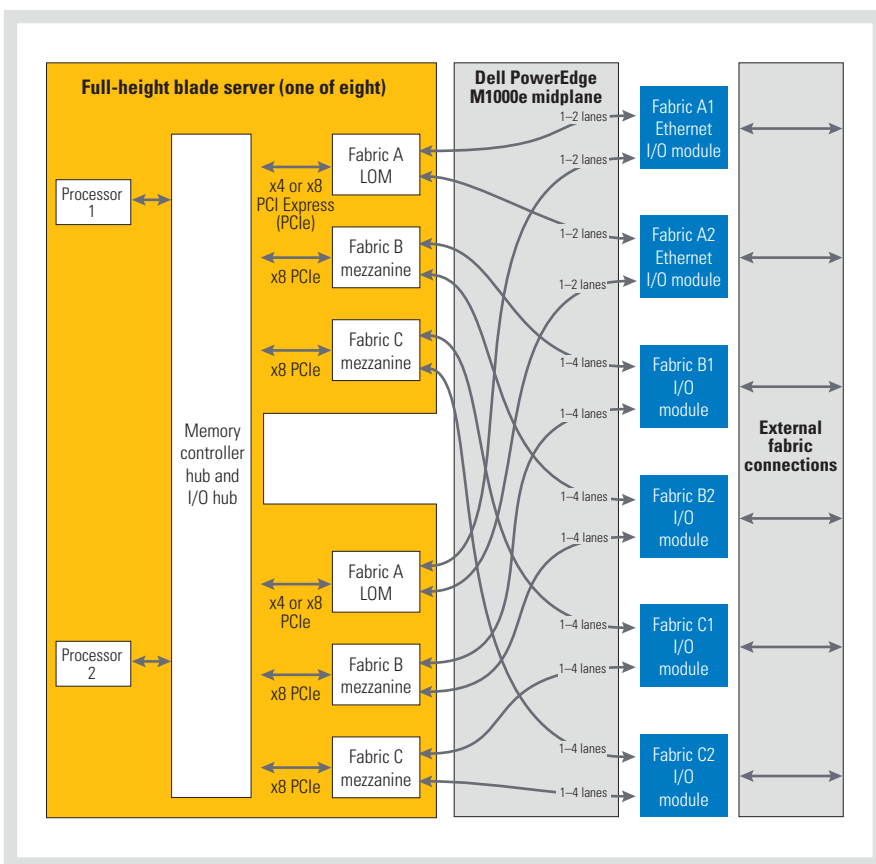 Full-height blade server (one of eight)
Processor
1
Memory
controller
hub and
I/O hub
x4 or x8
PCI Express
(PCIe)
Fabric A
LOM
x8 PCIe
Fabric B
mezzanine
x8 PCIe
Fabric C
mezzanine
Processor
2
x4 or x8
PCIe
Fabric A
LOM
x8 PCIe
Fabric B
mezzanine
x8 PCIe
Fabric C
mezzanine
Dell PowerEdge
M1000e midplane
1–2 lanes
1–2 lanes
1–2 lanes
1–2 lanes
1–4 lanes
1–4 lanes
1–4 lanes
1–4 lanes
1–4 lanes
1–4 lanes
1–4 lanes
1–4 lanes
Fabric A1
Ethernet
I/O module
Fabric A2
Ethernet
I/O module
Fabric B1
I/O
module
Fabric B2
I/O
module
Fabric C1
I/O
module
Fabric C2
I/O
module
External
fabric
connections